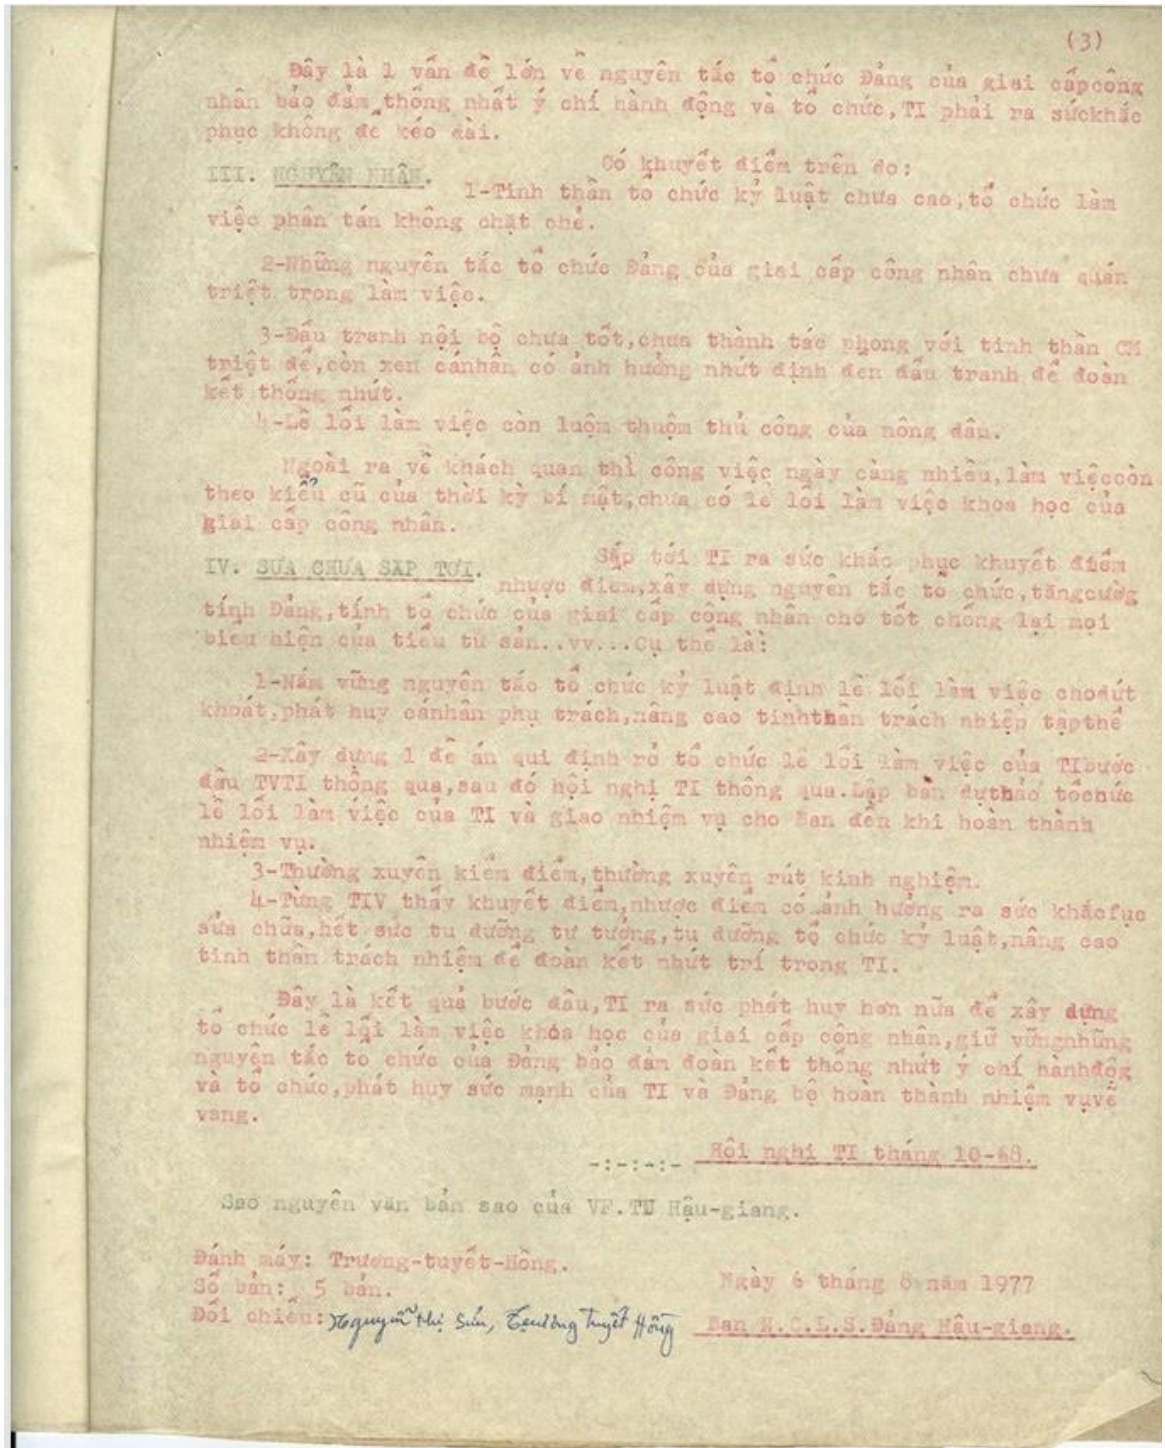 (3)
Đây là 1 vấn đề lớn về nguyên tắc tổ chức Đảng của giai cấpcông
nhân bảo đảm thống nhất ý chí hành động và tổ chức,TI phải ra sứckhắc
phục không để kéo dài.
III. NGUYÊN NHÂN. Có khuyết điểm trên do:
1-Tinh thần tổ chức kỷ luật chưa cao,tổ chức làm
việc phân tán không chặt chẻ.
2-Những nguyên tắc tổ chức Đảng của giai cấp công nhân chưa quán
triệt trong làm việc.
3-Đấu tranh nội bộ chưa tốt,chưa thành tác phong với tinh thần CM
triệt để,còn xen cánhân có ảnh hưởng nhứt định đen đấu tranh để đoàn
kết thống nhứt.
4-Lề lối làm việc còn luộm thuộm thủ công của nông dân.
Ngoài ra về khách quan thì công việc ngày càng nhiều,làm việccòn
theo kiểu cũ của thời kỳ bí mật,chưa có lề lối làm việc khoa học của
giai cấp công nhân.
IV. SỬA CHỮA SẮP TỚI. Sắp tới TI ra sức khắc phục khuyết điểm
nhược điểm,xây dựng nguyên tắc tổ chức,tăngcườg
tính Đảng,tính tổ chức của giai cấp công nhân cho tốt chống lại mọi
biểu hiện của tiểu tư sản..vv...Cụ thể là:
1-Nắm vững nguyên tắc tổ chức kỷ luật định lề lối làm việc chodứt
khoát,phát huy cánhân phụ trách,nâng cao tinhthần trách nhiệp tậpthể
2-Xây dựng 1 đề án qui định rỏ tổ chức lề lối làm việc của TIbước
đầu TVTI thông qua,sau đó hội nghị TI thông qua.Lập bản dựthảo tổchức
lề lối làm việc của TI và giao nhiệm vụ cho Ban đến khi hoàn thành
nhiệm vụ.
3-Thường xuyên kiểm điểm,thường xuyên rút kinh nghiệm.
4-Từng TIV thấy khuyết điểm,nhược điểm có ảnh hưởng ra sức khắcfục
sửa chữa,hết sức tu dưỡng tư tưởng,tu dưỡng tổ chức kỷ luật,nâng cao
tinh thần trách nhiệm để đoàn kết nhứt trí trong TI.
Đây là kết quả bước đầu,TI ra sức phát huy hơn nữa để xây dựng
tổ chức lề lối làm việc khóa học của giai cấp công nhân,giữ vữngnhững
nguyên tắc tổ chức của Đảng bảo đảm đoàn kết thống nhứt ý chí hànhđộg
và tổ chức,phát huy sức mạnh của TI và Đảng bộ hoàn thành nhiệm vụvẽ
vang.
-:-:-:- Hội nghị TI tháng 10-68.
Sao nguyên văn bản sao của VF.TU Hậu-giang.
Đánh máy: Trương-tuyết-Hồng.
Số bản: 5 bản.
Ngày 6 tháng 8 năm 1977
Đối chiếu: Nguyễn thị Sửu, Trương Tuyết Hồng
Ban N.C.L.S.Đảng Hậu-giang.